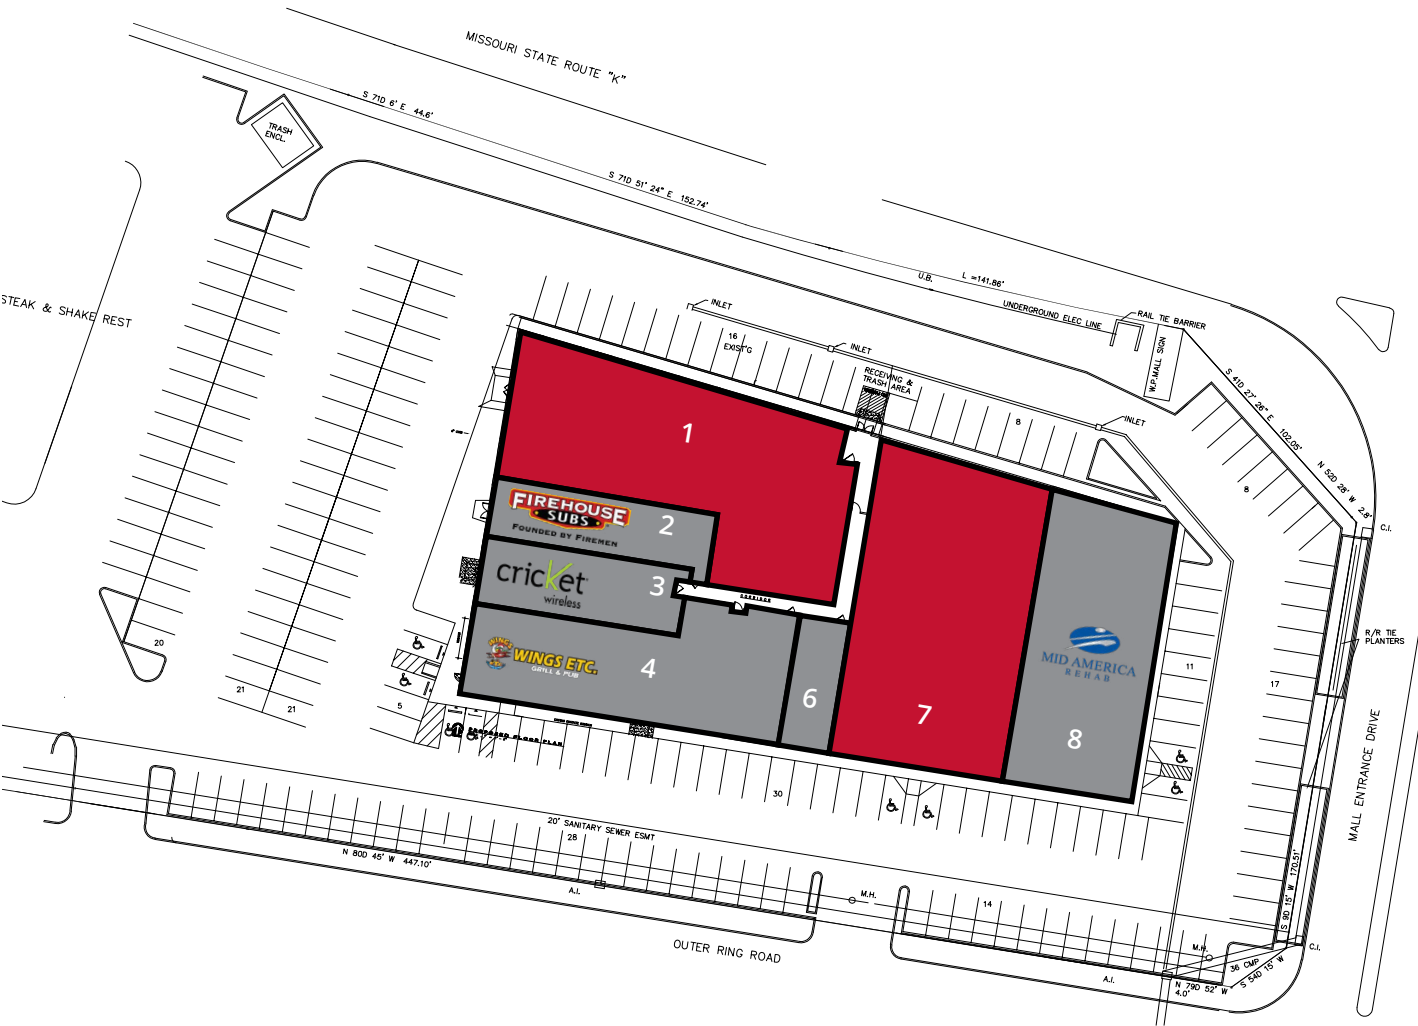 MISSOURI STATE ROUTE "K"
S 71D 6' E 44.6'
TRASH
ENCL.
S 71D 51' 24" E 152.74'
U.B.
L =141.86'
UNDERGROUND ELEC LINE
RAIL TIE BARRIER
W.P.MALL SIGN
STEAK & SHAKE REST
INLET
16
EXIST'G
INLET
RECEIVING &
TRASH AREA
8
INLET
S 41D 27' 26" E 102.05'
N 52D 28' W 2.8'
8
C.I.
1
FIREHOUSE
SUBS
FOUNDED BY FIREMEN
2
cricket
wireless
3
CORRIDOR
WINGS
WINGS ETC.
GRILL & PUB
4
6
7
MID AMERICA
REHAB
8
R/R TIE
PLANTERS
11
17
20
21
21
5
PROPOSED FLOOR PLAN
30
MALL ENTRANCE DRIVE
20' SANITARY SEWER ESMT
28
N 80D 45' W 447.10'
A.I.
M.H.
14
S 9D 15' W 170.51'
OUTER RING ROAD
M.H.
36 CMP
C.I.
S 54D 15' W
A.I.
N 79D 52' W
4.0'